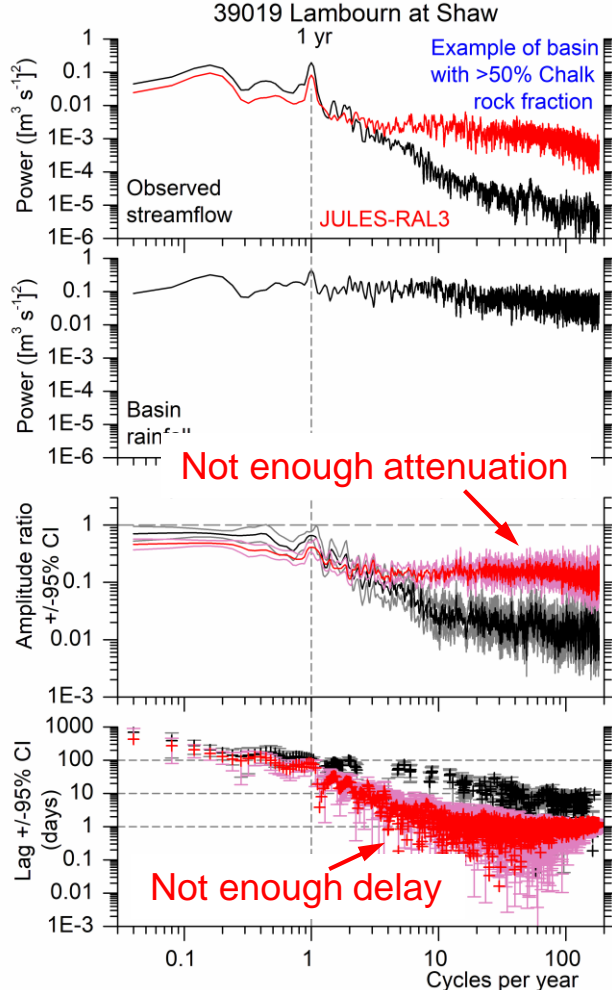 39019 Lambourn at Shaw
1 yr
Power ([m³ s⁻¹]²)
1
0.1
0.01
1E-3
1E-4
1E-5
1E-6
Example of basin
with >50% Chalk
rock fraction
Observed
streamflow
JULES-RAL3
Power ([m³ s⁻¹]²)
1
0.1
0.01
1E-3
1E-4
1E-5
1E-6
Basin
Not enough attenuation
Amplitude ratio
+/-95% CI
1
0.1
0.01
1E-3
Lag +/-95% CI
(days)
1000
100
10
1
0.1
0.01
1E-3
Not enough delay
0.1
1
10
100
Cycles per year